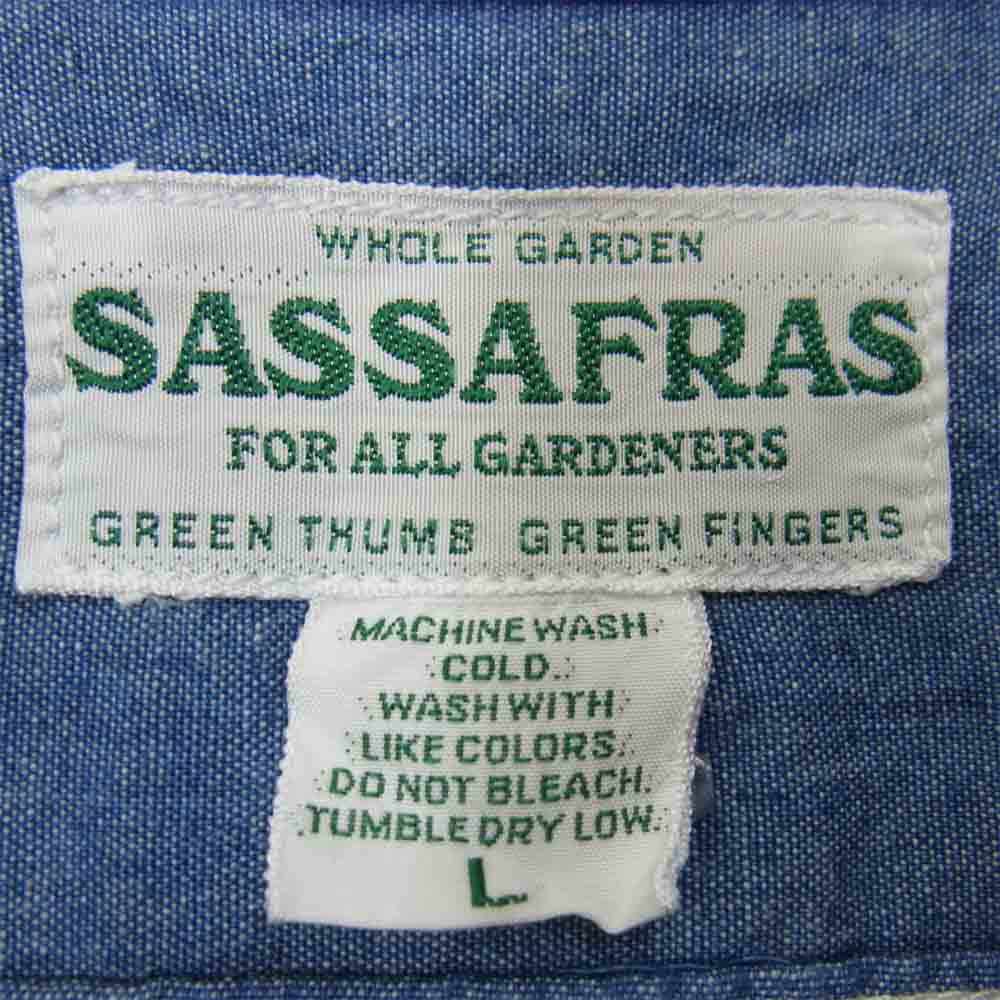 WHOLE GARDEN
SASSAFRAS
FOR ALL GARDENERS
GREEN THUMB GREEN FINGERS
MACHINE WASH
COLD.
WASH WITH
LIKE COLORS.
DO NOT BLEACH.
TUMBLE DRY LOW.
L